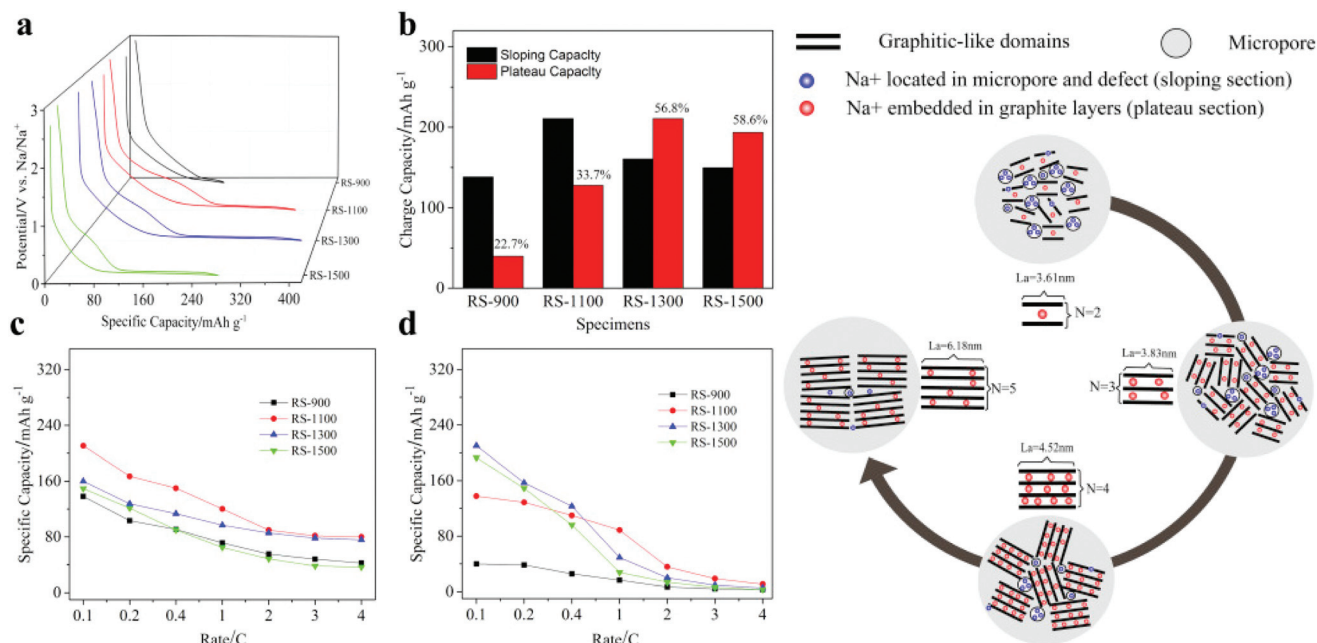 a
Potential/V vs. Na/Na⁺
3
2
1
0
0
80
160
240
320
400
RS-900
RS-1100
RS-1300
RS-1500
Specific Capacity/mAh g⁻¹
b
Charge Capacity/mAh g⁻¹
300
200
100
0
Sloping Capacity
Plateau Capacity
22.7%
33.7%
56.8%
58.6%
RS-900
RS-1100
RS-1300
RS-1500
Specimens
c
Specific Capacity/mAh g⁻¹
320
240
160
80
0
RS-900
RS-1100
RS-1300
RS-1500
0.1
0.2
0.4
1
2
3
4
Rate/C
d
Specific Capacity/mAh g⁻¹
320
240
160
80
0
RS-900
RS-1100
RS-1300
RS-1500
0.1
0.2
0.4
1
2
3
4
Rate/C
Graphitic-like domains
Micropore
Na+ located in micropore and defect (sloping section)
Na+ embedded in graphite layers (plateau section)
La=3.61nm
N=2
La=3.83nm
N=3
La=4.52nm
N=4
La=6.18nm
N=5